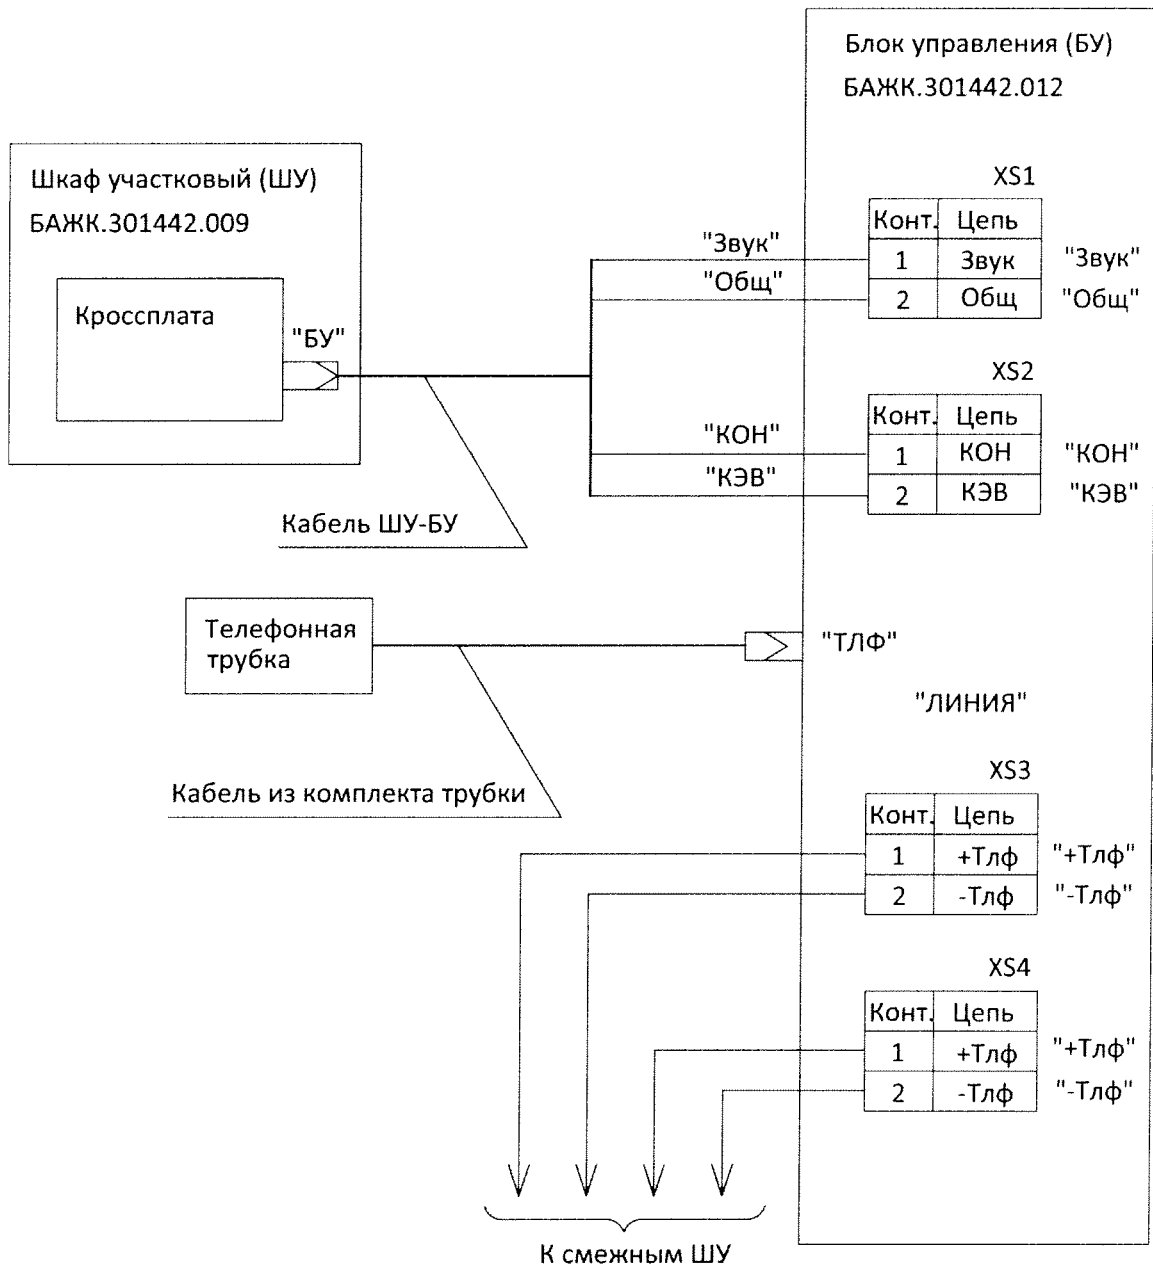 Блок управления (БУ)
БАЖК.301442.012
Шкаф участковый (ШУ)
БАЖК.301442.009
Кроссплата
"БУ"
Кабель ШУ-БУ
"Звук"
"Общ"
XS1
Конт. Цепь
1 Звук "Звук"
2 Общ "Общ"
"КОН"
"КЭВ"
XS2
Конт. Цепь
1 КОН "КОН"
2 КЭВ "КЭВ"
Телефонная
трубка
"ТЛФ"
Кабель из комплекта трубки
"ЛИНИЯ"
XS3
Конт. Цепь
1 +Тлф "+Тлф"
2 -Тлф "-Тлф"
XS4
Конт. Цепь
1 +Тлф "+Тлф"
2 -Тлф "-Тлф"
К смежным ШУ